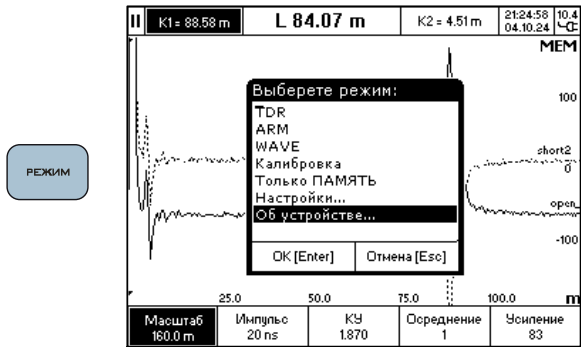 K1 = 88.58 m L 84.07 m K2 = 4.51 m 21:24:58 10.4
04.10.24
MEM
Выберете режим:
TDR
ARM
WAVE
Калибровка
Только ПАМЯТЬ
Настройки...
Об устройстве...
OK [Enter] Отмена [Esc]
РЕЖИМ
100
short2
0
open_
-100
25.0 50.0 75.0 100.0 m
Масштаб Импульс КУ Осреднение Усиление
160.0 m 20 ns 1.870 1 83